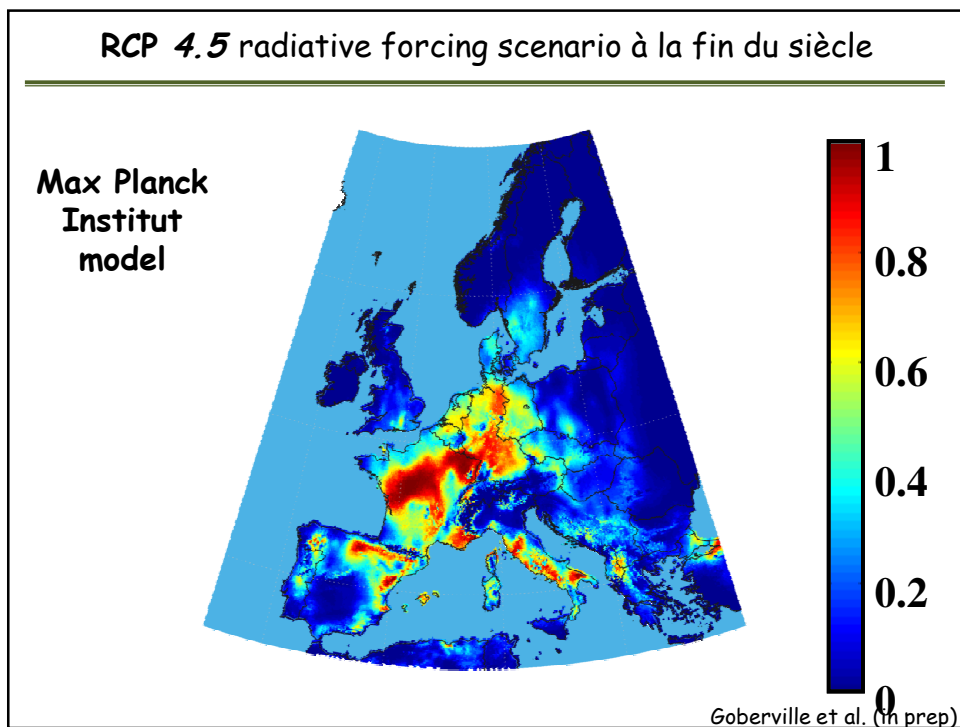 RCP 4.5 radiative forcing scenario à la fin du siècle
Max Planck
Institut
model
1
0.8
0.6
0.4
0.2
0
Goberville et al. (in prep)